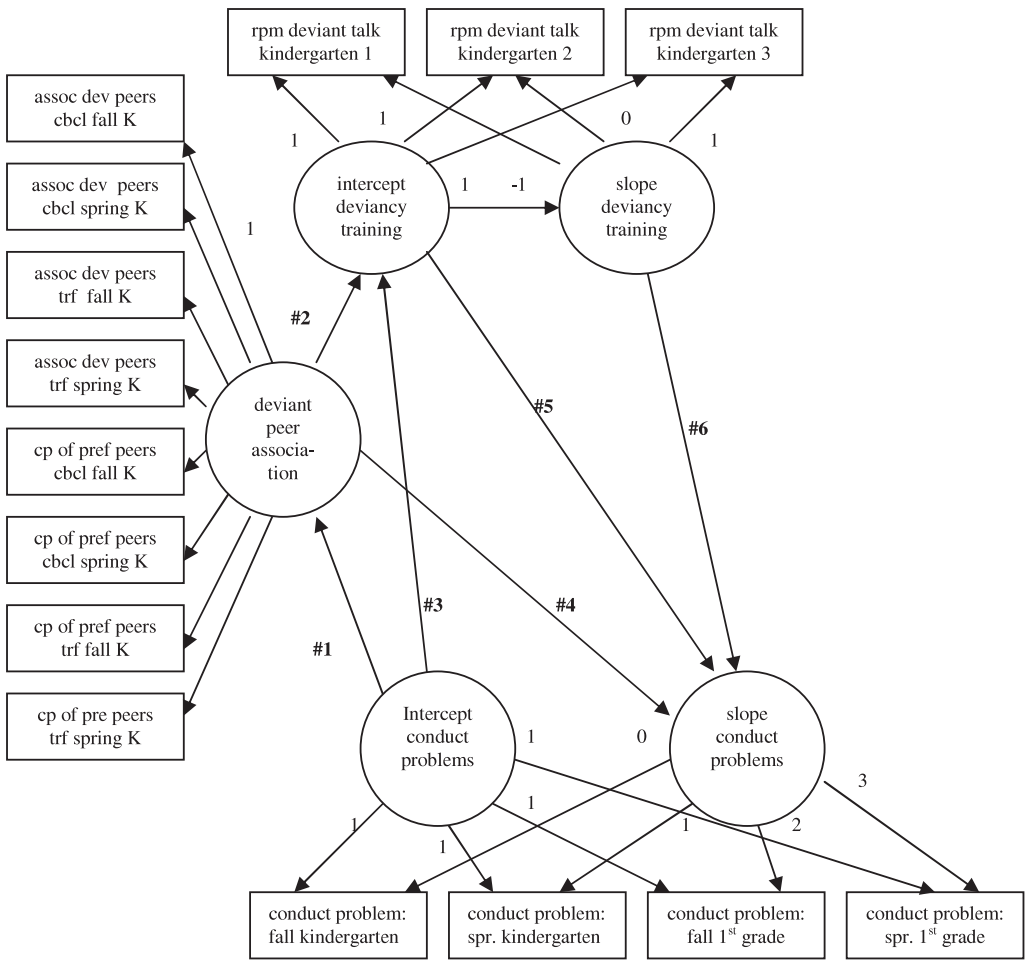 rpm deviant talk
kindergarten 1
rpm deviant talk
kindergarten 2
rpm deviant talk
kindergarten 3
assoc dev peers
cbcl fall K
assoc dev  peers
cbcl spring K
assoc dev peers
trf  fall K
assoc dev peers
trf spring K
cp of pref peers
cbcl fall K
cp of pref peers
cbcl spring K
cp of pref peers
trf fall K
cp of pre peers
trf spring K
1
1
0
1
intercept
deviancy
training
1
-1
slope
deviancy
training
1
#2
deviant
peer
associa-
tion
#5
#6
#3
#4
#1
Intercept
conduct
problems
1
0
slope
conduct
problems
1
3
1
1
1
2
conduct problem:
fall kindergarten
conduct problem:
spr. kindergarten
conduct problem:
fall 1st grade
conduct problem:
spr. 1st grade